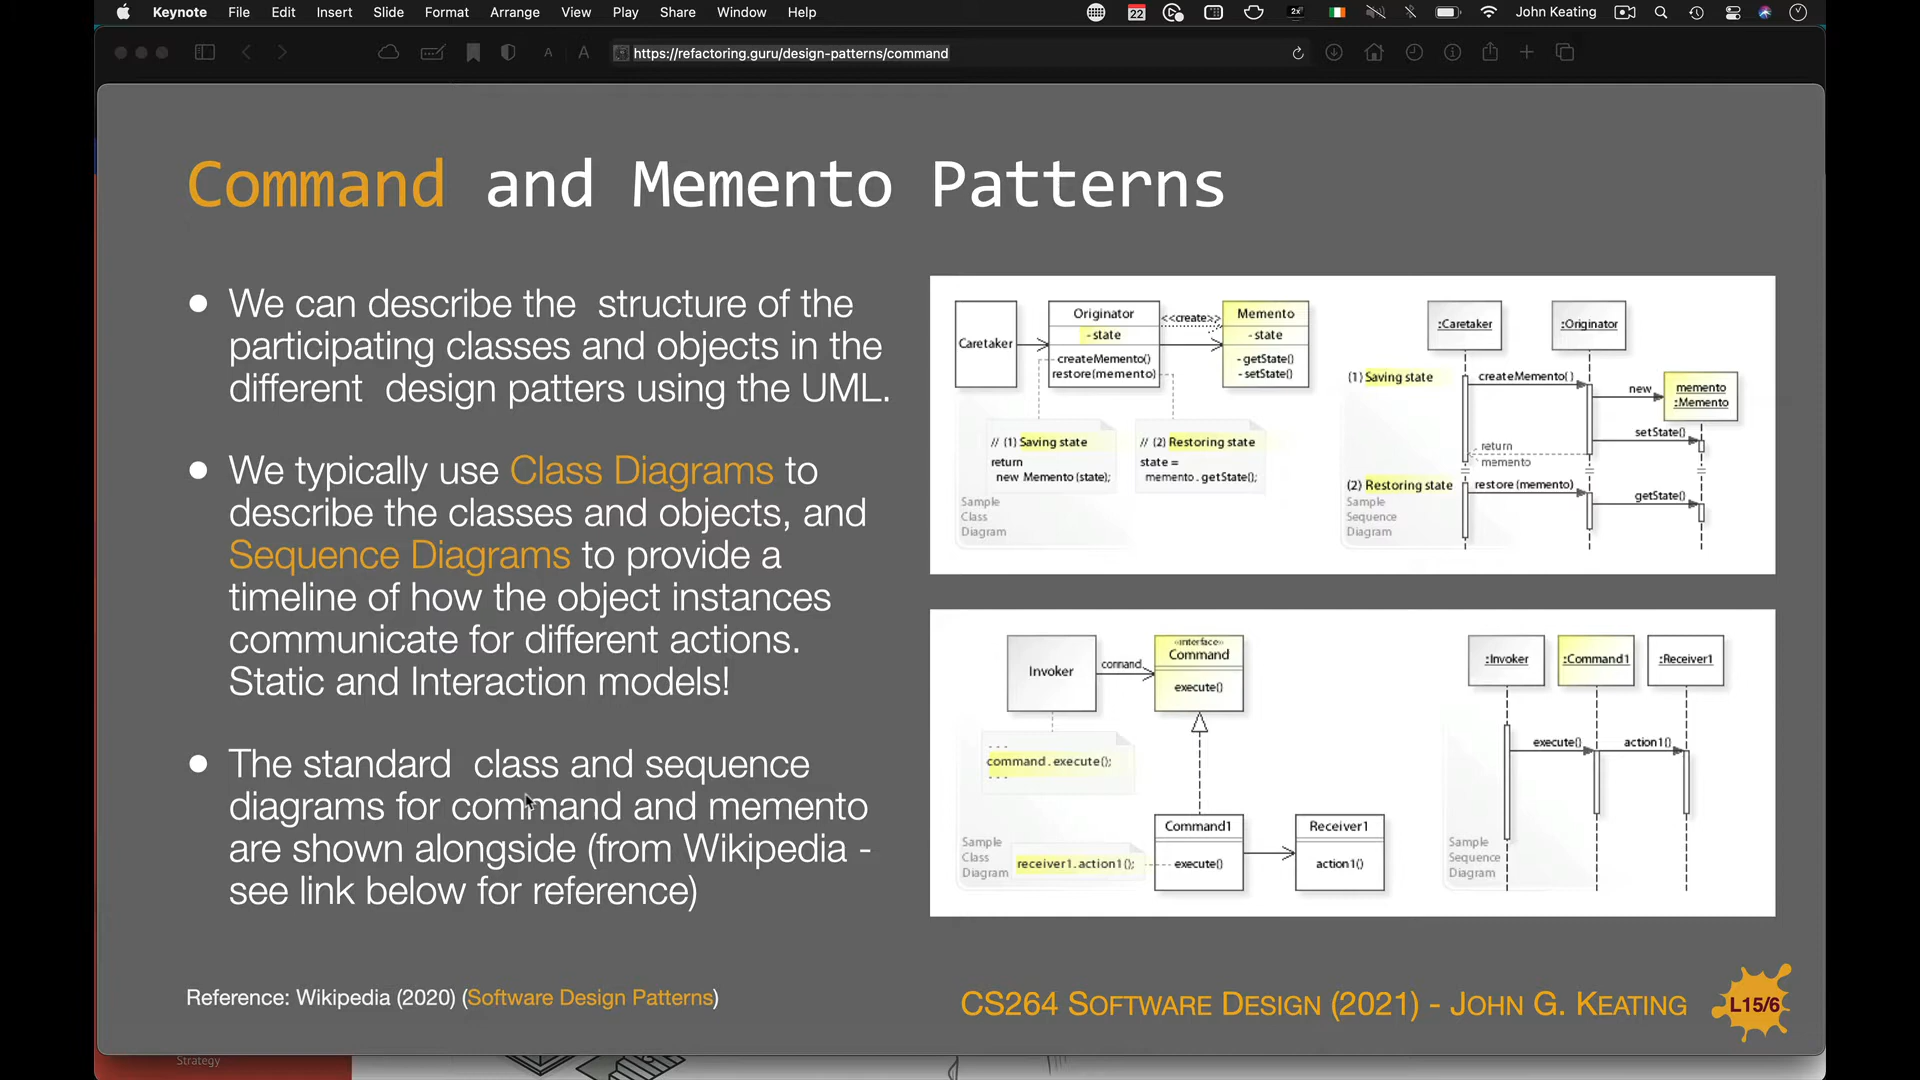 Keynote File Edit Insert Slide Format Arrange View Play Share Window Help 22 2x John Keating
A A https://refactoring.guru/design-patterns/command
Command and Memento Patterns
We can describe the structure of the
participating classes and objects in the
different design patters using the UML.
We typically use Class Diagrams to
describe the classes and objects, and
Sequence Diagrams to provide a
timeline of how the object instances
communicate for different actions.
Static and Interaction models!
The standard class and sequence
diagrams for command and memento
are shown alongside (from Wikipedia -
see link below for reference)
Caretaker
Originator
- state
createMemento()
restore(memento)
<<create>>
Memento
- state
- getState()
- setState()
// (1) Saving state
return
new Memento (state);
// (2) Restoring state
state =
memento . getState();
Sample
Class
Diagram
:Caretaker
:Originator
(1) Saving state
createMemento( )
new
memento
:Memento
setState()
return
memento
(2) Restoring state
restore (memento)
getState()
Sample
Sequence
Diagram
Invoker
command
«interface»
Command
execute()
- - -
command . execute();
- - -
Command1
execute()
Receiver1
action1()
Sample
Class
Diagram
receiver1. action1();
:Invoker
:Command1
:Receiver1
execute()
action1()
Sample
Sequence
Diagram
Reference: Wikipedia (2020) (Software Design Patterns)
CS264 SOFTWARE DESIGN (2021) - JOHN G. KEATING
L15/6
Strategy